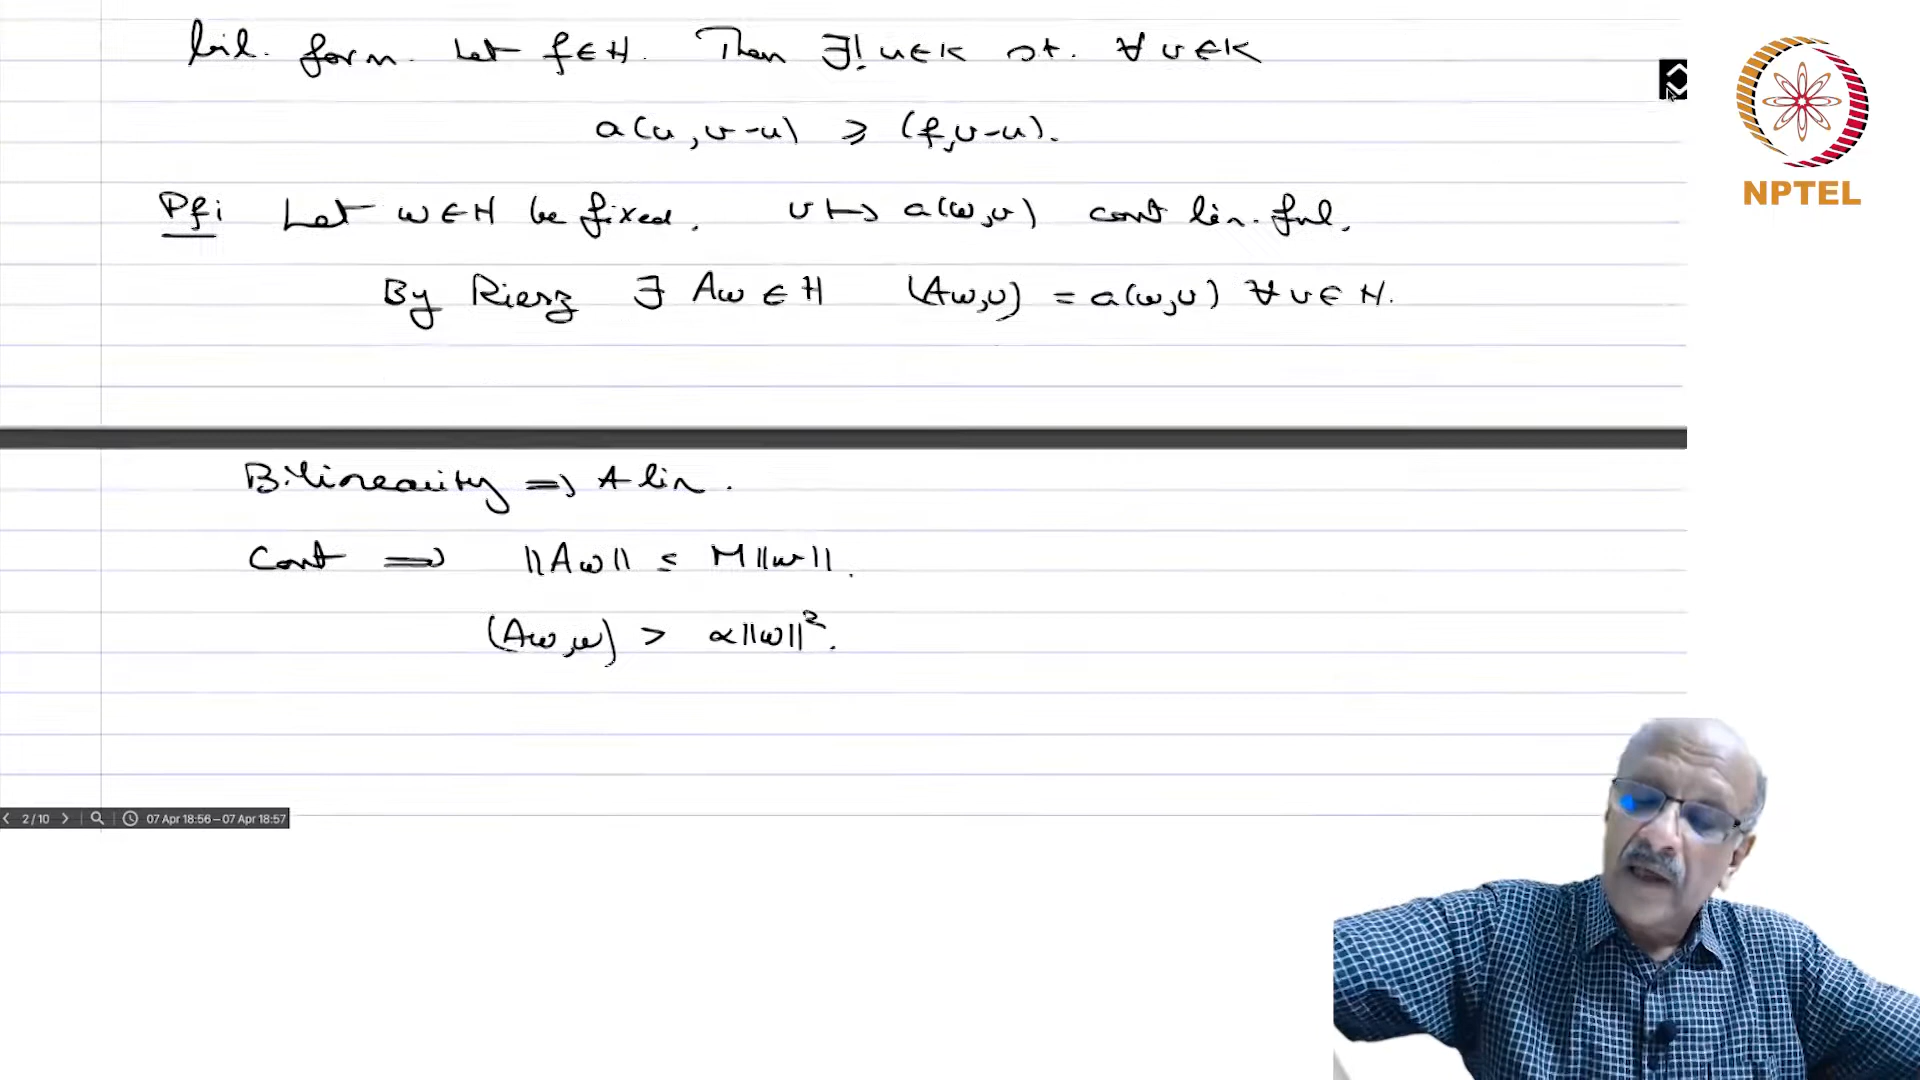 bil. form. Let f ∈ H. Then ∃! u ∈ K st. ∀ v ∈ K
a(u, v-u) ≥ (f, v-u).
Pf: Let w ∈ H be fixed. v ↦ a(w,v) cont lin. fnl.
By Riesz ∃ Aw ∈ H (Aw,v) = a(w,v) ∀ v ∈ H.
Bilinearity ⇒ A lin.
Cont ⇒ ||Aw|| ≤ M||w||.
(Aw,w) > α||w||².
NPTEL
2/10
07 Apr 18:56 – 07 Apr 18:57